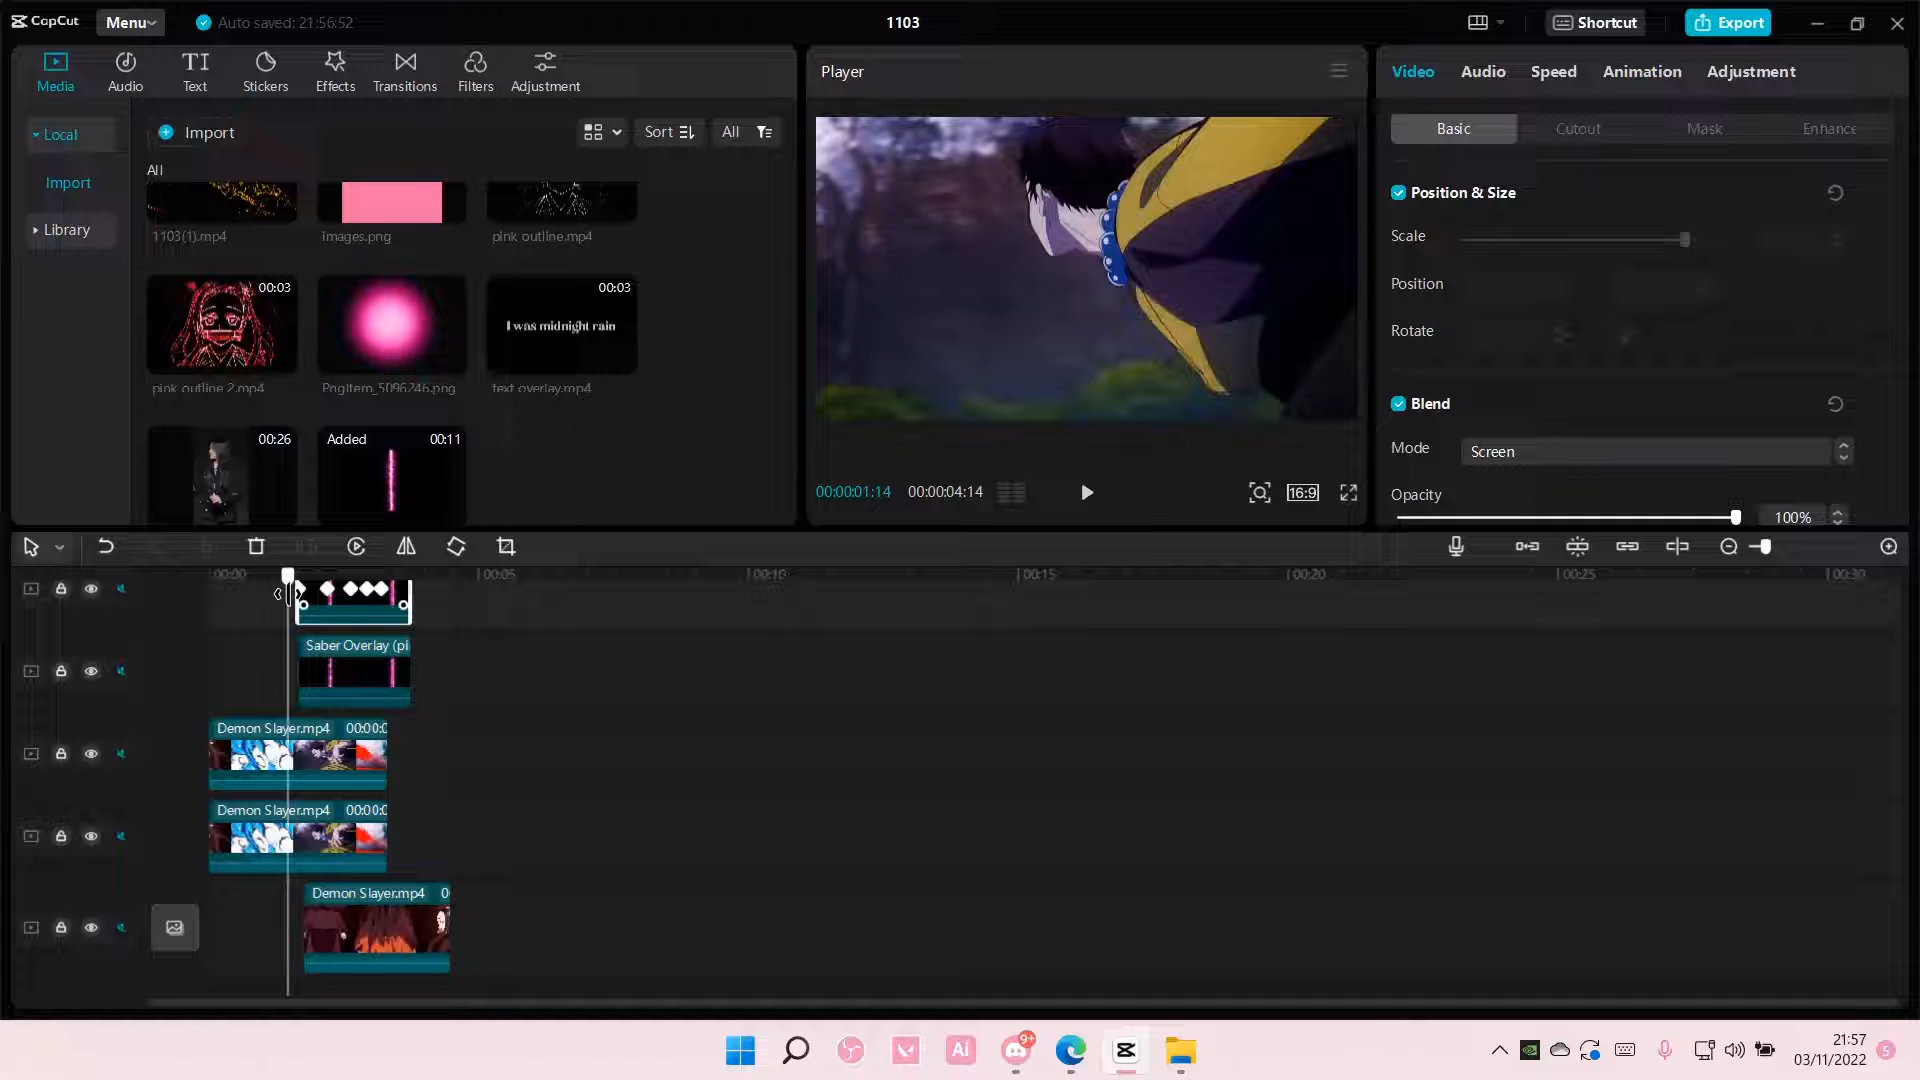 CapCut
Menu
Auto saved: 21:56:52
1103
Shortcut
Export
Media
Audio
Text
Stickers
Effects
Transitions
Filters
Adjustment
Local
Import
Library
Import
Sort
All
All
1103(1).mp4
images.png
pink outline.mp4
00:03
00:03
I was midnight rain
pink outline 2.mp4
PngItem_5096246.png
text overlay.mp4
00:26
Added
00:11
Player
00:00:01:14
00:00:04:14
16:9
Video
Audio
Speed
Animation
Adjustment
Basic
Cutout
Mask
Enhance
Position & Size
Scale
Position
Rotate
Blend
Mode
Screen
Opacity
100%
00:00
00:05
00:10
00:15
00:20
00:25
00:30
Saber Overlay (pi
Demon Slayer.mp4 00:00:0
Demon Slayer.mp4 00:00:0
Demon Slayer.mp4 0
Ai
9+
21:57
03/11/2022
5